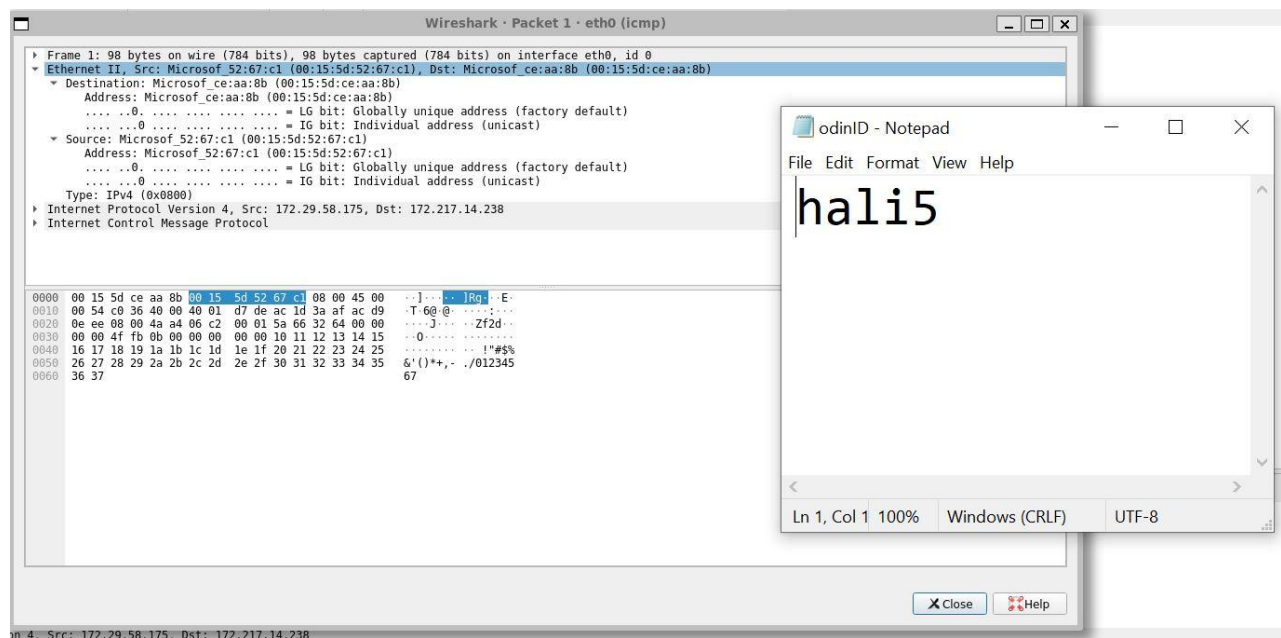 Wireshark · Packet 1 · eth0 (icmp)
Frame 1: 98 bytes on wire (784 bits), 98 bytes captured (784 bits) on interface eth0, id 0
Ethernet II, Src: Microsof_52:67:c1 (00:15:5d:52:67:c1), Dst: Microsof_ce:aa:8b (00:15:5d:ce:aa:8b)
Destination: Microsof_ce:aa:8b (00:15:5d:ce:aa:8b)
Address: Microsof_ce:aa:8b (00:15:5d:ce:aa:8b)
.... ..0. .... .... .... .... = LG bit: Globally unique address (factory default)
.... ...0 .... .... .... .... = IG bit: Individual address (unicast)
Source: Microsof_52:67:c1 (00:15:5d:52:67:c1)
Address: Microsof_52:67:c1 (00:15:5d:52:67:c1)
.... ..0. .... .... .... .... = LG bit: Globally unique address (factory default)
.... ...0 .... .... .... .... = IG bit: Individual address (unicast)
Type: IPv4 (0x0800)
Internet Protocol Version 4, Src: 172.29.58.175, Dst: 172.217.14.238
Internet Control Message Protocol
0000 00 15 5d ce aa 8b 00 15 5d 52 67 c1 08 00 45 00 ··]····· ]Rg···E·
0010 00 54 c0 36 40 00 40 01 d7 de ac 1d 3a af ac d9 ·T·6@·@· ····:···
0020 0e ee 08 00 4a a4 06 c2 00 01 5a 66 32 64 00 00 ····J··· ··Zf2d··
0030 00 00 4f fb 0b 00 00 00 00 00 10 11 12 13 14 15 ··O····· ········
0040 16 17 18 19 1a 1b 1c 1d 1e 1f 20 21 22 23 24 25 ········ ·· !"#$%
0050 26 27 28 29 2a 2b 2c 2d 2e 2f 30 31 32 33 34 35 &'()*+,- ./012345
0060 36 37 67
Close Help
odinID - Notepad
File Edit Format View Help
hali5
Ln 1, Col 1 100% Windows (CRLF) UTF-8
on 4, Src: 172.29.58.175, Dst: 172.217.14.238